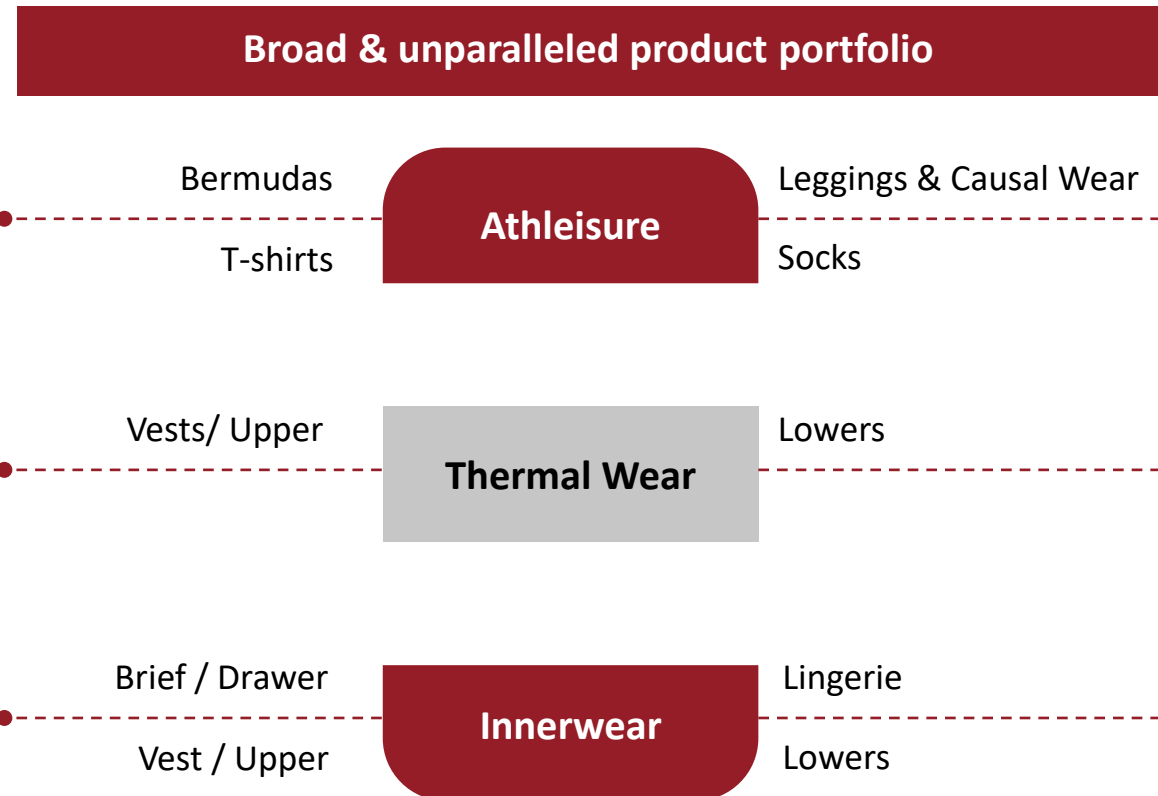 Broad & unparalleled product portfolio
Bermudas
T-shirts
Athleisure
Leggings & Causal Wear
Socks
Vests/ Upper
Thermal Wear
Lowers
Brief / Drawer
Vest / Upper
Innerwear
Lingerie
Lowers